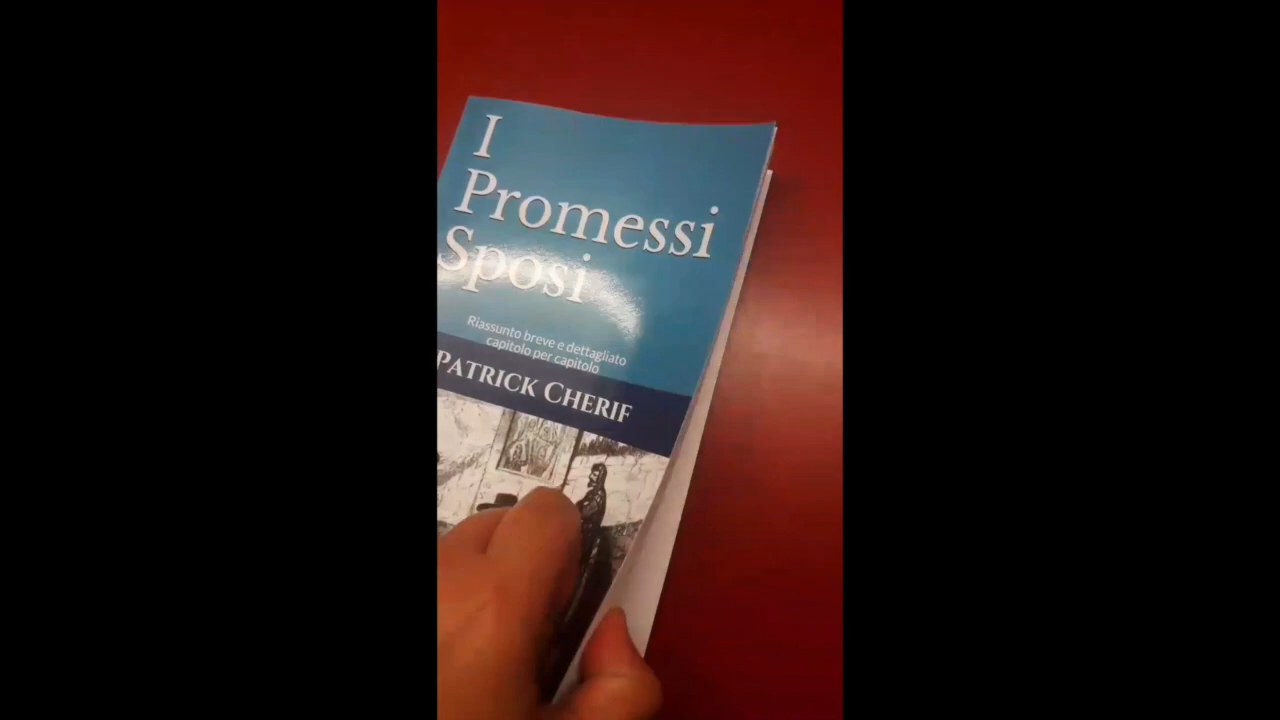 I
Promessi
Sposi
Riassunto breve e dettagliato
capitolo per capitolo
PATRICK CHERIF